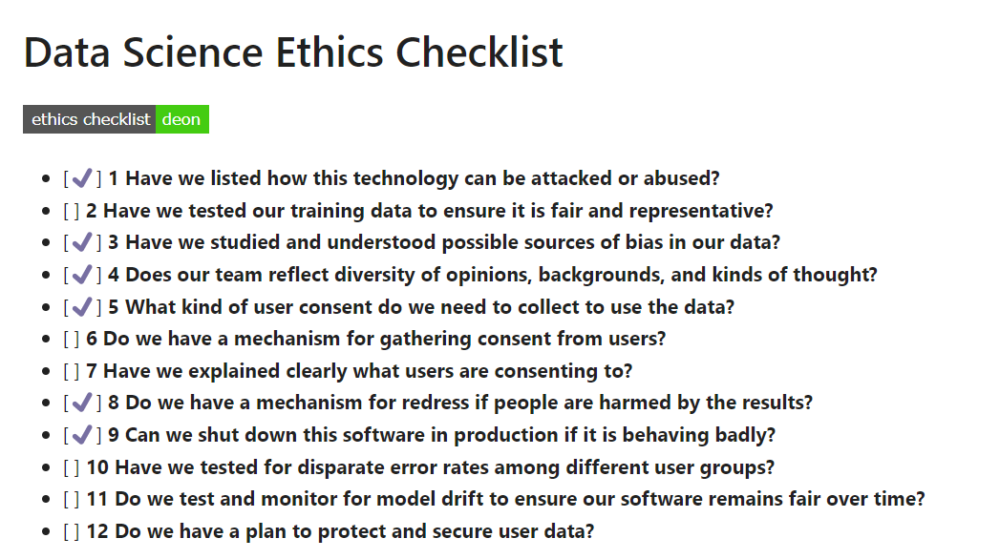 Data Science Ethics Checklist
ethics checklist deon
• [✔] 1 Have we listed how this technology can be attacked or abused?
• [ ] 2 Have we tested our training data to ensure it is fair and representative?
• [✔] 3 Have we studied and understood possible sources of bias in our data?
• [✔] 4 Does our team reflect diversity of opinions, backgrounds, and kinds of thought?
• [✔] 5 What kind of user consent do we need to collect to use the data?
• [ ] 6 Do we have a mechanism for gathering consent from users?
• [ ] 7 Have we explained clearly what users are consenting to?
• [✔] 8 Do we have a mechanism for redress if people are harmed by the results?
• [✔] 9 Can we shut down this software in production if it is behaving badly?
• [ ] 10 Have we tested for disparate error rates among different user groups?
• [ ] 11 Do we test and monitor for model drift to ensure our software remains fair over time?
• [ ] 12 Do we have a plan to protect and secure user data?